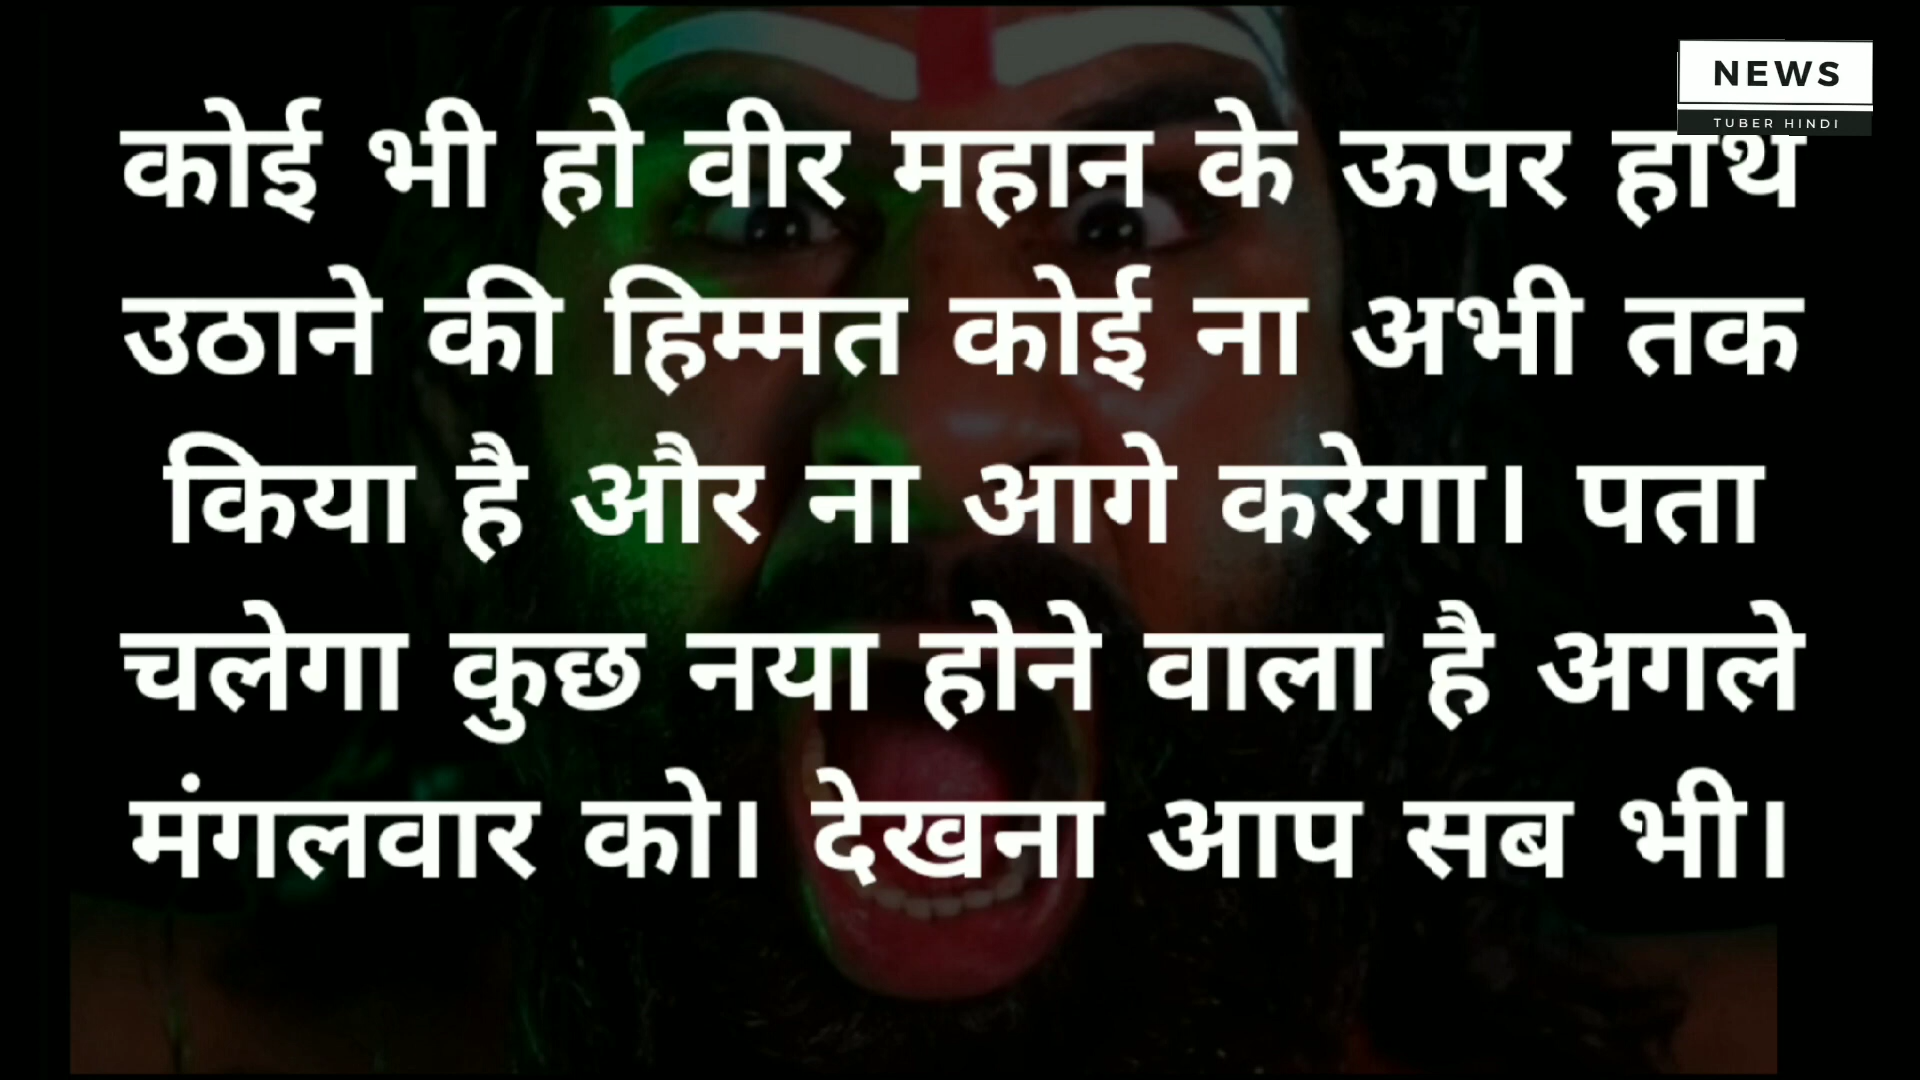 NEWS
TUBER HINDI
कोई भी हो वीर महान के ऊपर हाथ
उठाने की हिम्मत कोई ना अभी तक
किया है और ना आगे करेगा। पता
चलेगा कुछ नया होने वाला है अगले
मंगलवार को। देखना आप सब भी।